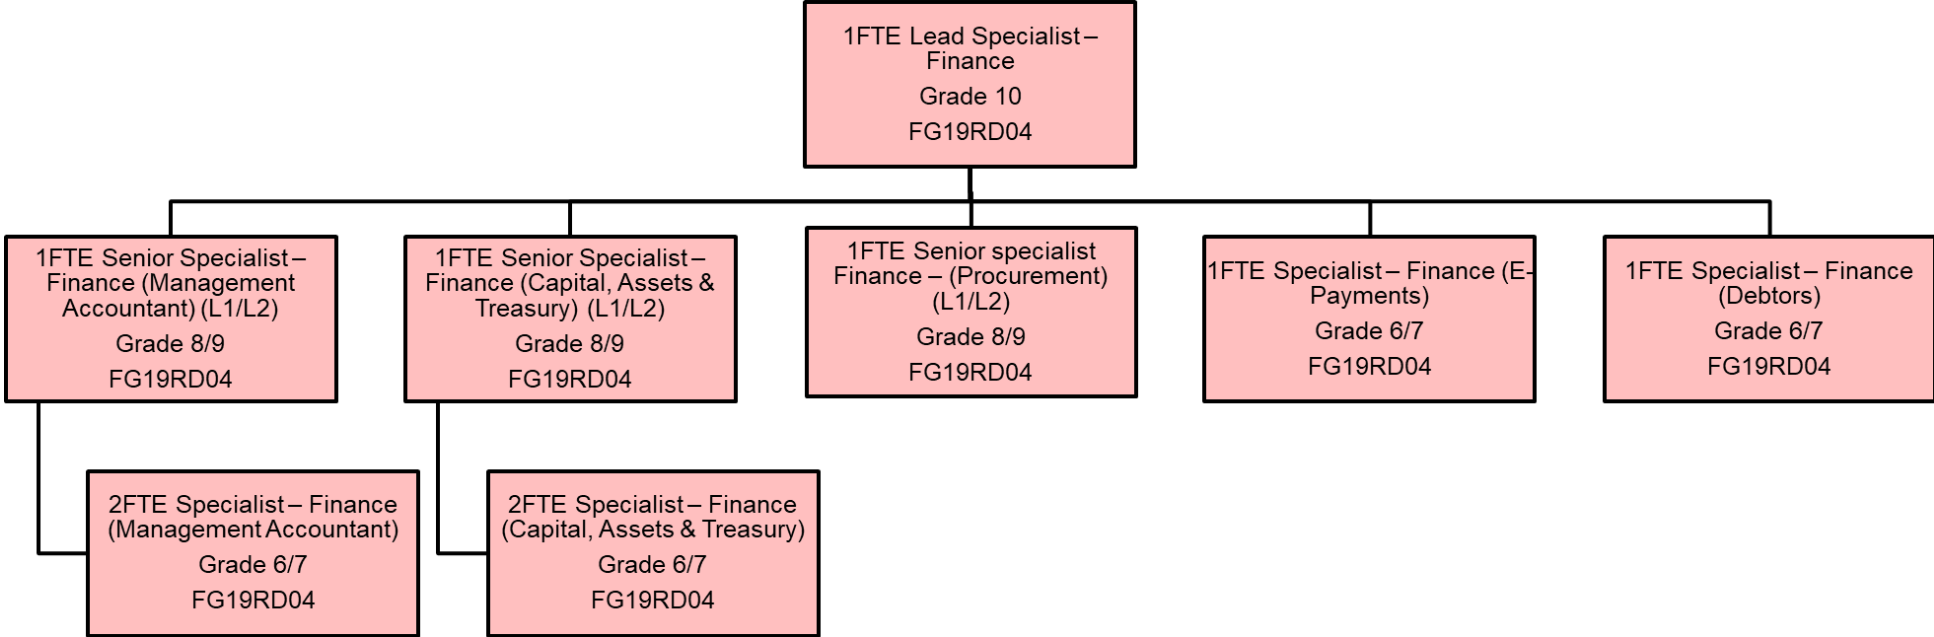 1FTE Lead Specialist – 
Finance
Grade 10
FG19RD04
1FTE Senior Specialist – 
Finance (Management 
Accountant) (L1/L2)
Grade 8/9
FG19RD04
1FTE Senior Specialist – 
Finance (Capital, Assets & 
Treasury) (L1/L2)
Grade 8/9
FG19RD04
1FTE Senior specialist 
Finance – (Procurement) 
(L1/L2)
Grade 8/9
FG19RD04
1FTE Specialist – Finance (E-
Payments)
Grade 6/7
FG19RD04
1FTE Specialist – Finance 
(Debtors)
Grade 6/7
FG19RD04
2FTE Specialist – Finance 
(Management Accountant)
Grade 6/7
FG19RD04
2FTE Specialist – Finance 
(Capital, Assets & Treasury)
Grade 6/7
FG19RD04